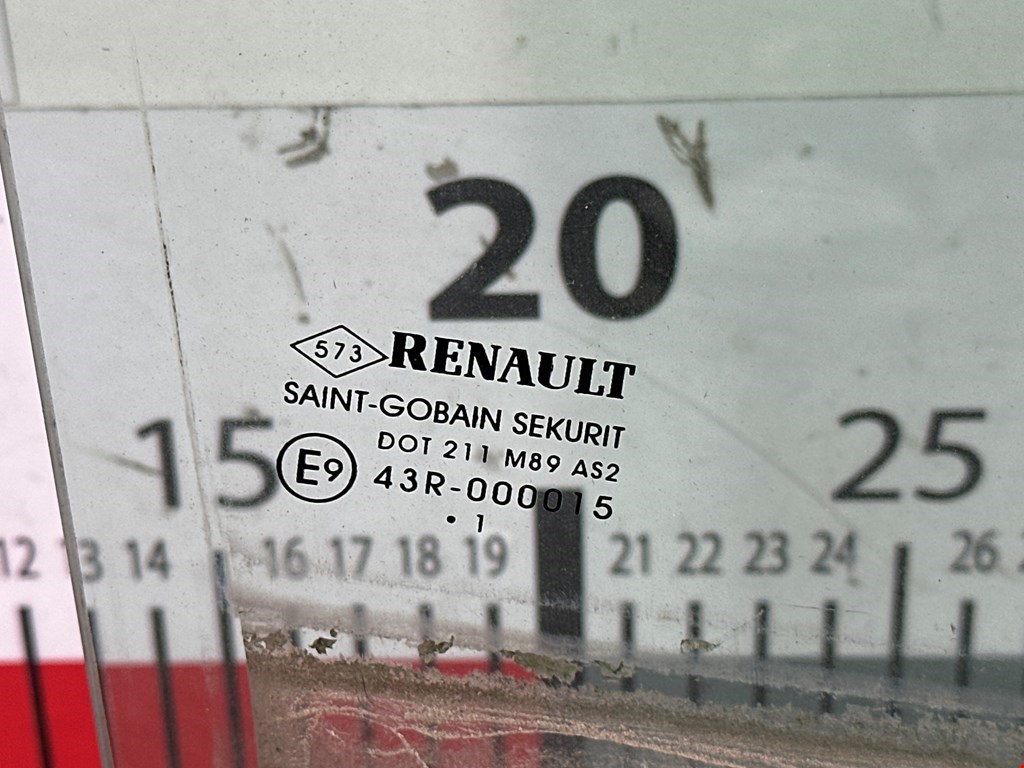 20
573 RENAULT
SAINT-GOBAIN SEKURIT
DOT 211 M89 AS2
E9 43R-000015
• 1
15 25
12 13 14 16 17 18 19 21 22 23 24 26